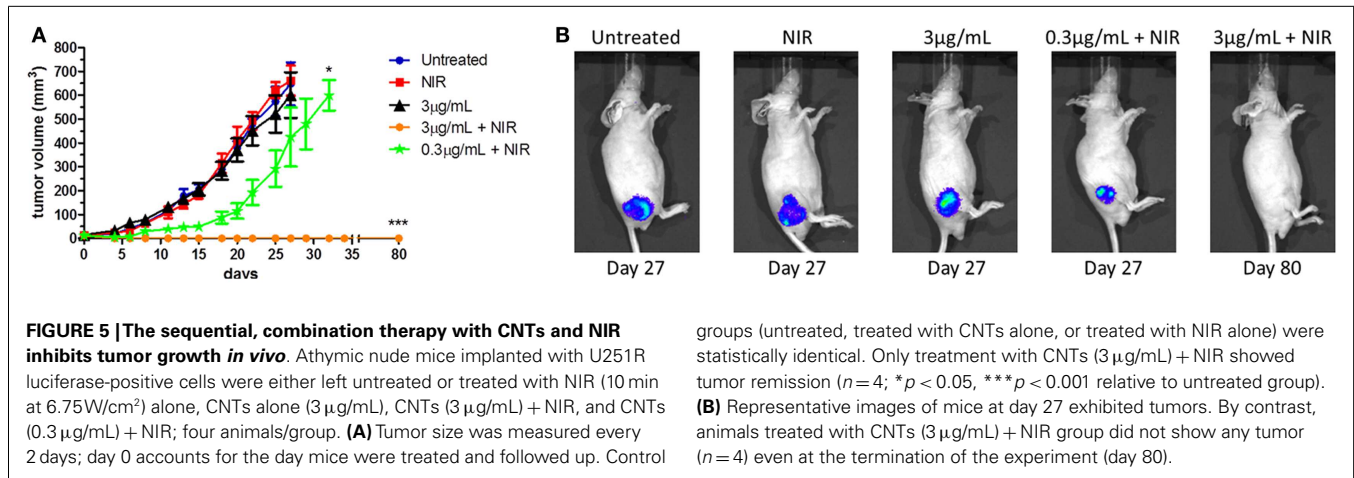 A
800
700
600
500
400
300
200
100
0
tumor volume (mm³)
0 5 10 15 20 25 30 35 80
days
*
***
Untreated
NIR
3µg/mL
3µg/mL + NIR
0.3µg/mL + NIR
B
Untreated NIR 3µg/mL 0.3µg/mL + NIR 3µg/mL + NIR
Day 27 Day 27 Day 27 Day 27 Day 80
FIGURE 5 | The sequential, combination therapy with CNTs and NIR
inhibits tumor growth in vivo. Athymic nude mice implanted with U251R
luciferase-positive cells were either left untreated or treated with NIR (10 min
at 6.75 W/cm²) alone, CNTs alone (3 µg/mL), CNTs (3 µg/mL) + NIR, and CNTs
(0.3 µg/mL) + NIR; four animals/group. (A) Tumor size was measured every
2 days; day 0 accounts for the day mice were treated and followed up. Control
groups (untreated, treated with CNTs alone, or treated with NIR alone) were
statistically identical. Only treatment with CNTs (3 µg/mL) + NIR showed
tumor remission (n = 4; *p < 0.05, ***p < 0.001 relative to untreated group).
(B) Representative images of mice at day 27 exhibited tumors. By contrast,
animals treated with CNTs (3 µg/mL) + NIR group did not show any tumor
(n = 4) even at the termination of the experiment (day 80).